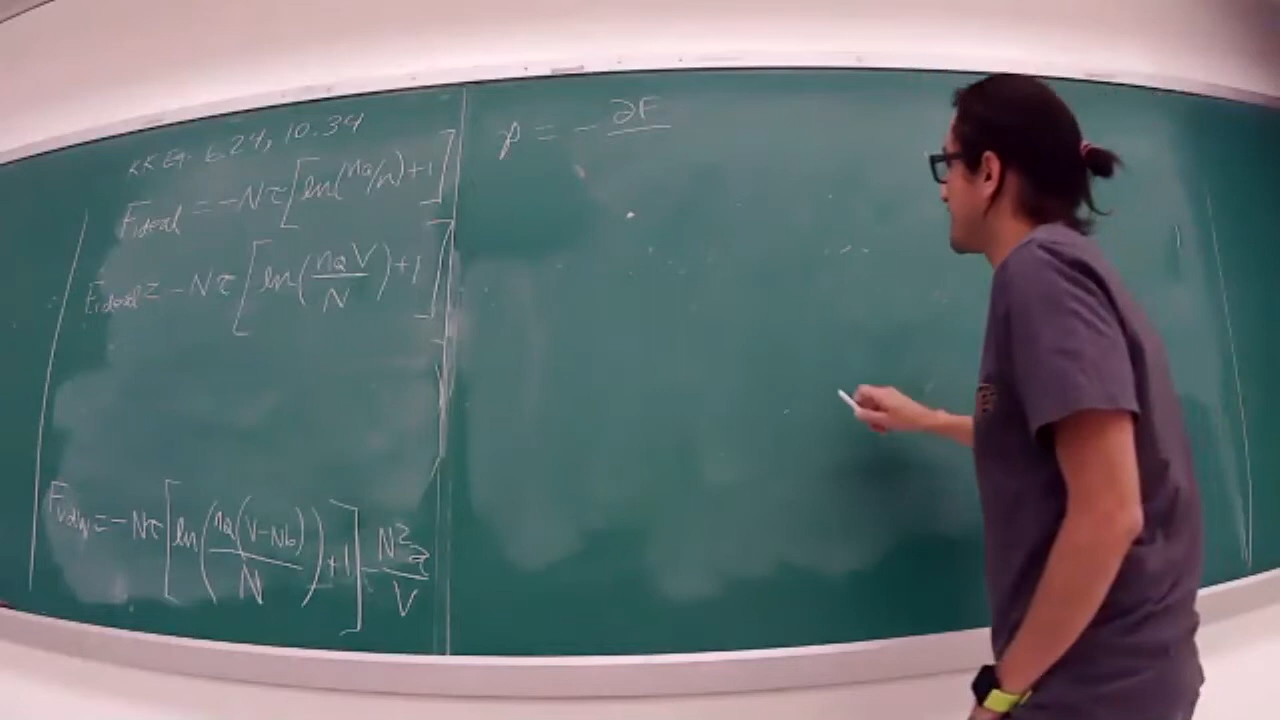 KK Eq. 6.24, 10.34
F_ideal = -Nτ[ln(n_Q/n)+1]
F_ideal = -Nτ[ln(n_Q V / N)+1]
F_vdW = -Nτ[ln(n_Q(V-Nb) / N)+1] - N²a / V
p = - ∂F